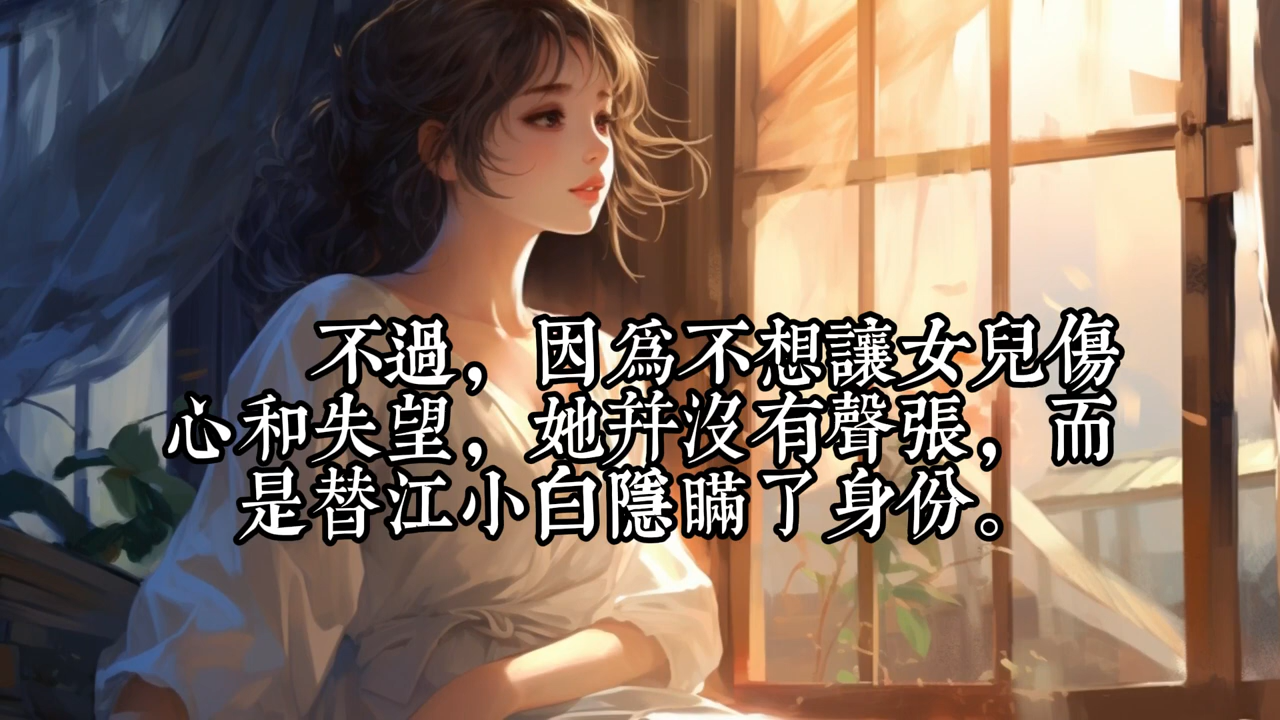 不過，因爲不想讓女兒傷
心和失望，她并沒有聲張，而
是替江小白隱瞞了身份。